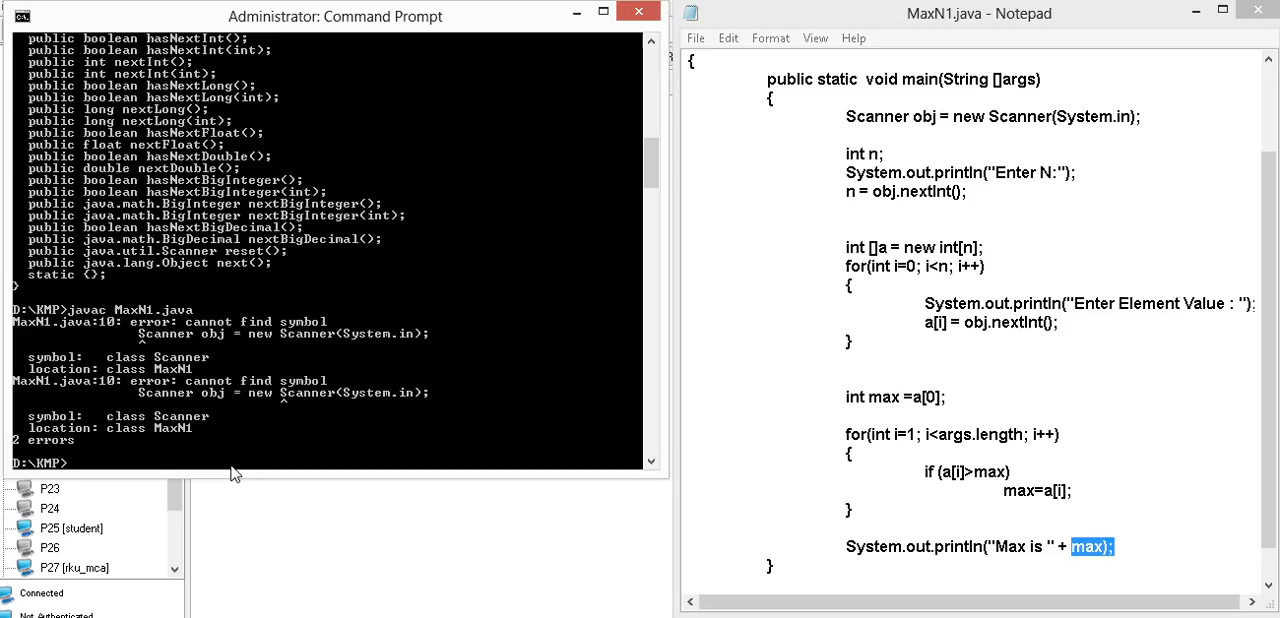 Administrator: Command Prompt
public boolean hasNextInt();
public boolean hasNextInt(int);
public int nextInt();
public int nextInt(int);
public boolean hasNextLong();
public boolean hasNextLong(int);
public long nextLong();
public long nextLong(int);
public boolean hasNextFloat();
public float nextFloat();
public boolean hasNextDouble();
public double nextDouble();
public boolean hasNextBigInteger();
public boolean hasNextBigInteger(int);
public java.math.BigInteger nextBigInteger();
public java.math.BigInteger nextBigInteger(int);
public boolean hasNextBigDecimal();
public java.math.BigDecimal nextBigDecimal();
public java.util.Scanner reset();
public java.lang.Object next();
static {};
}
D:\KMP>javac MaxN1.java
MaxN1.java:10: error: cannot find symbol
Scanner obj = new Scanner(System.in);
^
symbol:   class Scanner
location: class MaxN1
MaxN1.java:10: error: cannot find symbol
Scanner obj = new Scanner(System.in);
^
symbol:   class Scanner
location: class MaxN1
2 errors
D:\KMP>
P23
P24
P25 [student]
P26
P27 [rku_mca]
Connected
Not Authenticated
MaxN1.java - Notepad
File Edit Format View Help
{
public static  void main(String []args)
{
Scanner obj = new Scanner(System.in);
int n;
System.out.println("Enter N:");
n = obj.nextInt();
int []a = new int[n];
for(int i=0; i<n; i++)
{
System.out.println("Enter Element Value : ");
a[i] = obj.nextInt();
}
int max =a[0];
for(int i=1; i<args.length; i++)
{
if (a[i]>max)
max=a[i];
}
System.out.println("Max is " + max);
}